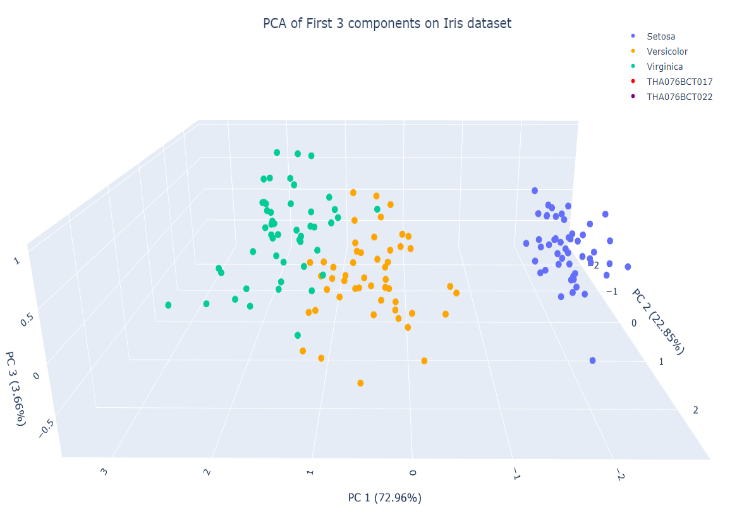 PCA of First 3 components on Iris dataset
Setosa
Versicolor
Virginica
THA076BCT017
THA076BCT022
1
0.5
0
−0.5
PC 3 (3.66%)
3
2
1
0
−1
−2
PC 1 (72.96%)
−2
−1
0
1
2
PC 2 (22.85%)